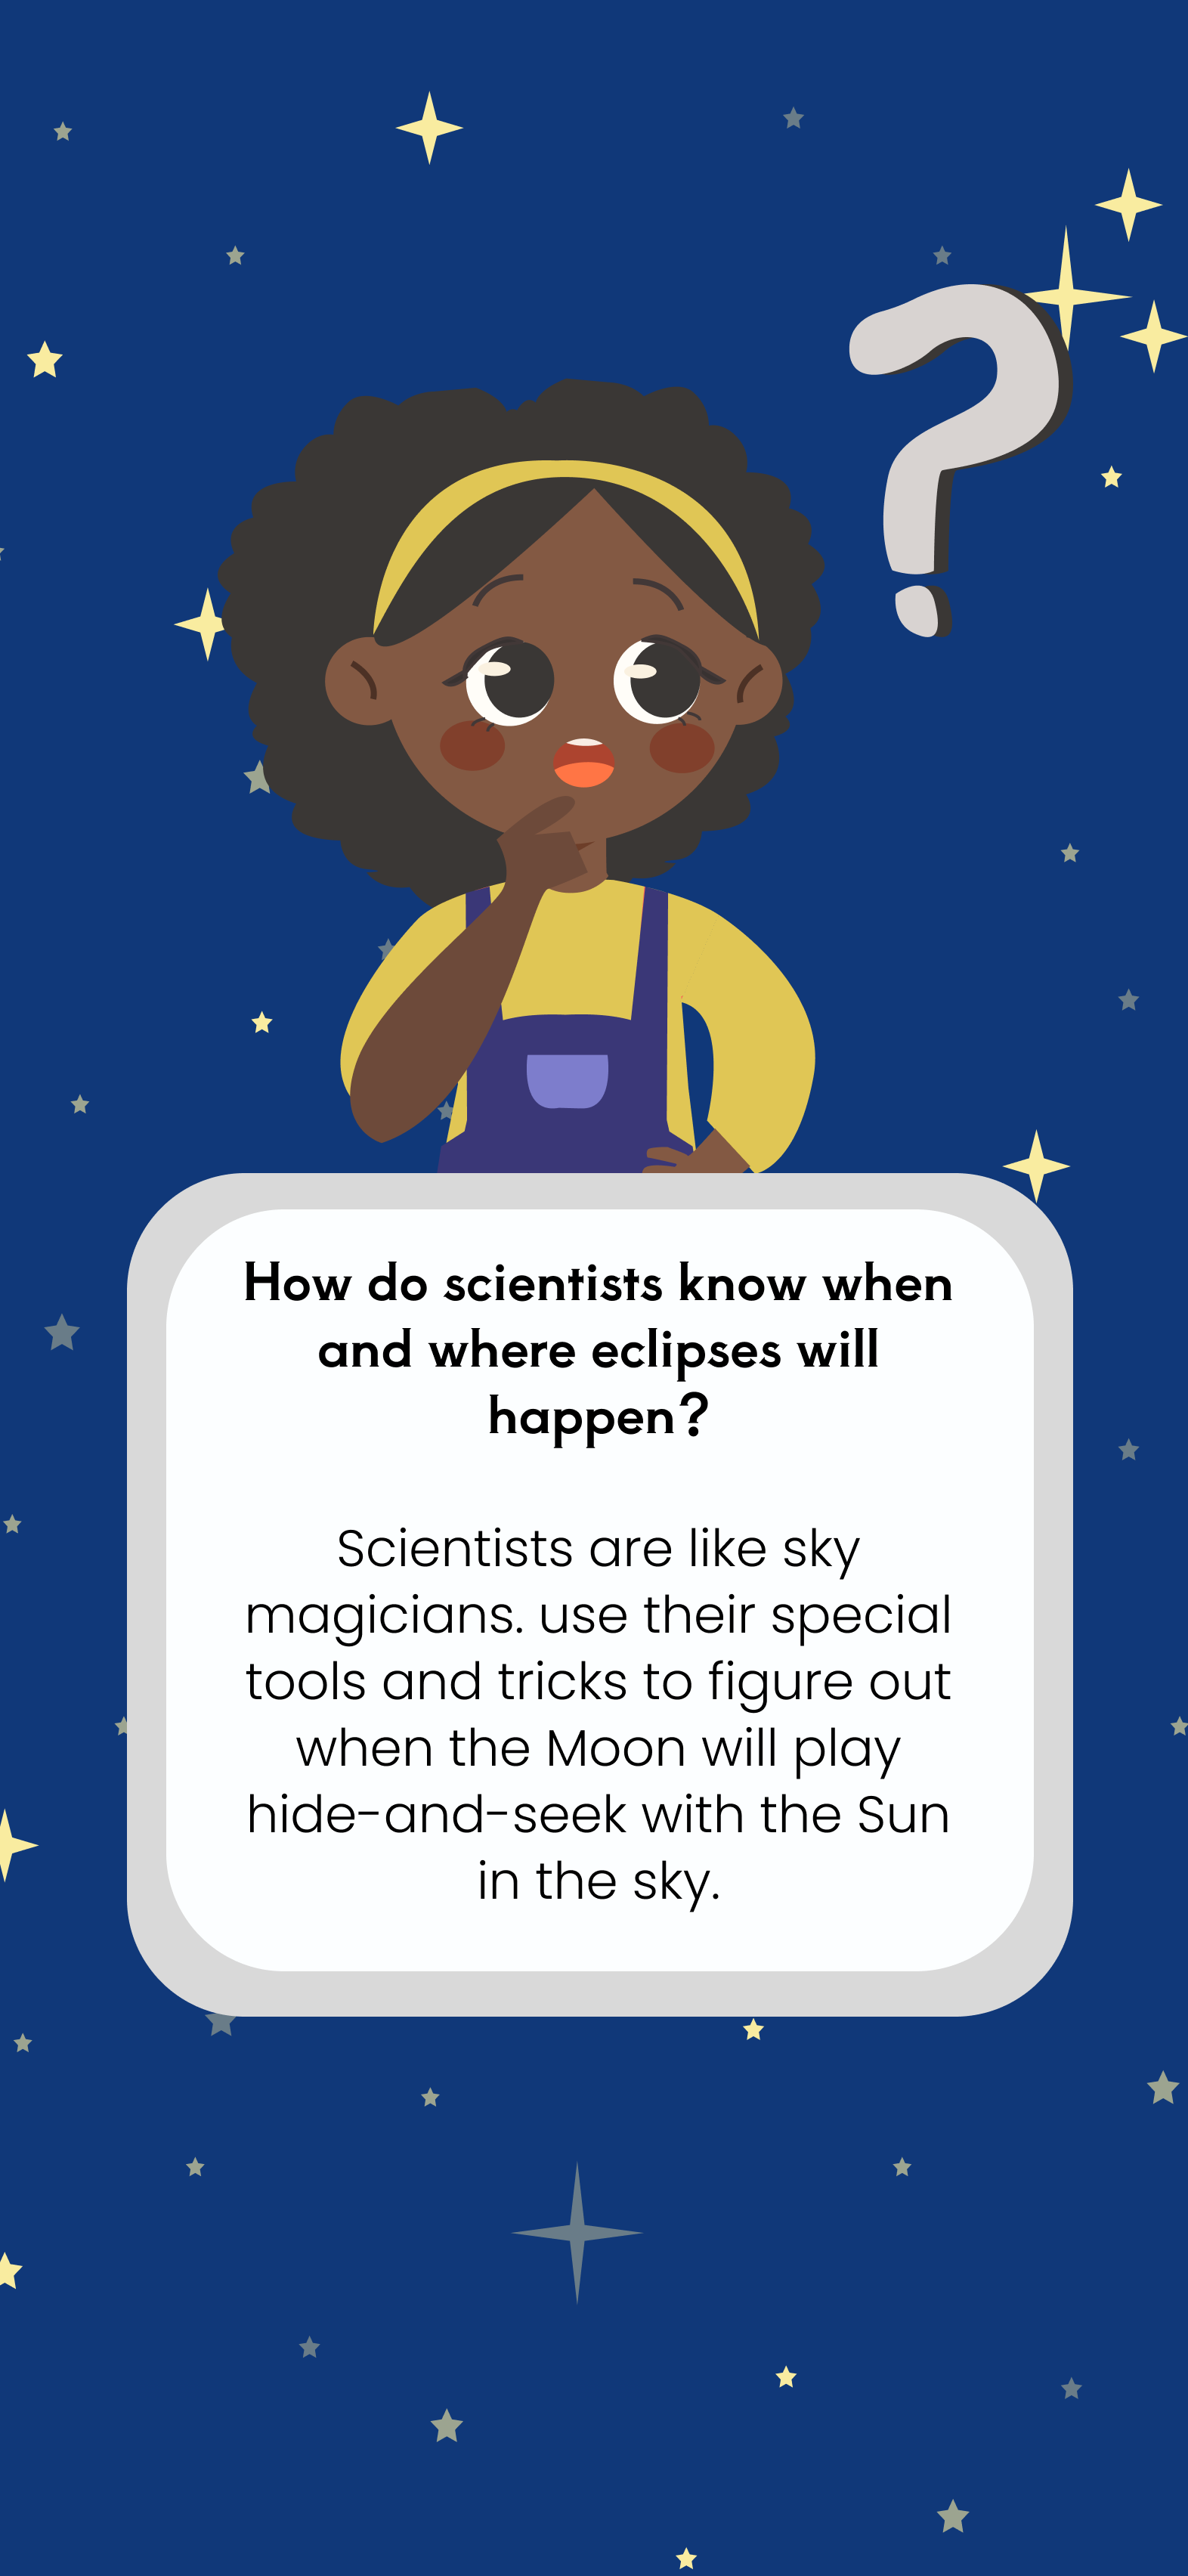 ?
How do scientists know when
and where eclipses will
happen?
Scientists are like sky
magicians. use their special
tools and tricks to figure out
when the Moon will play
hide-and-seek with the Sun
in the sky.